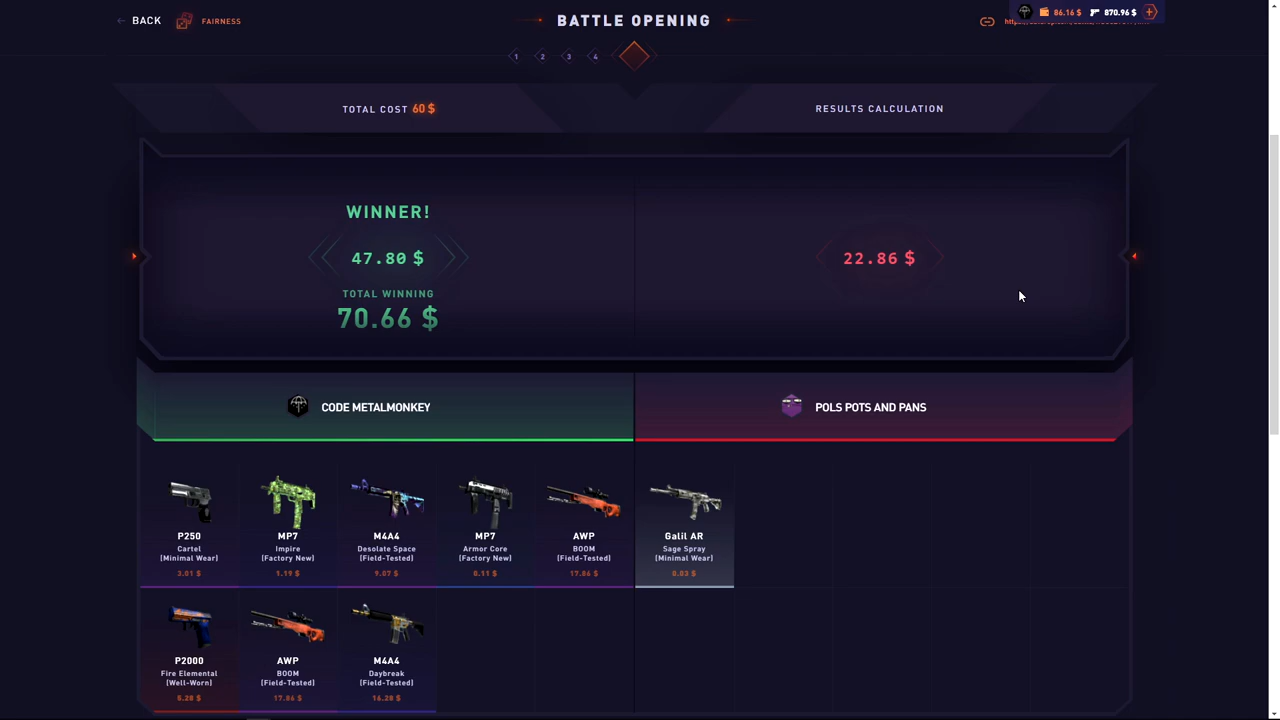 BACK
FAIRNESS
BATTLE OPENING
86.16 $
870.96 $
1
2
3
4
TOTAL COST 60 $
RESULTS CALCULATION
WINNER!
47.80 $
TOTAL WINNING
70.66 $
22.86 $
CODE METALMONKEY
POLS POTS AND PANS
P250
Cartel
(Minimal Wear)
3.01 $
MP7
Impire
(Factory New)
1.19 $
M4A4
Desolate Space
(Field-Tested)
9.07 $
MP7
Armor Core
(Factory New)
0.11 $
AWP
BOOM
(Field-Tested)
17.86 $
Galil AR
Sage Spray
(Minimal Wear)
0.03 $
P2000
Fire Elemental
(Well-Worn)
5.28 $
AWP
BOOM
(Field-Tested)
17.86 $
M4A4
Daybreak
(Field-Tested)
16.28 $